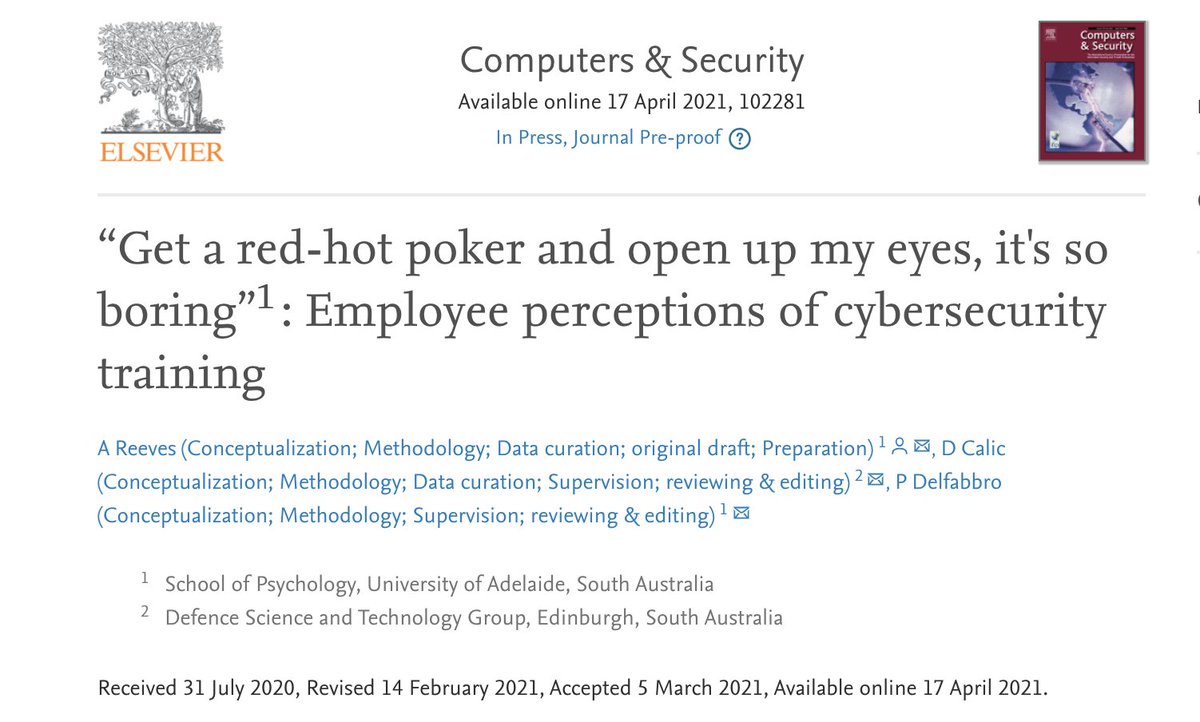 ELSEVIER
Computers & Security
Available online 17 April 2021, 102281
In Press, Journal Pre-proof ?
Computers
& Security
“Get a red-hot poker and open up my eyes, it's so
boring”1: Employee perceptions of cybersecurity
training
A Reeves (Conceptualization; Methodology; Data curation; original draft; Preparation) 1 , D Calic
(Conceptualization; Methodology; Data curation; Supervision; reviewing & editing) 2 , P Delfabbro
(Conceptualization; Methodology; Supervision; reviewing & editing) 1
1 School of Psychology, University of Adelaide, South Australia
2 Defence Science and Technology Group, Edinburgh, South Australia
Received 31 July 2020, Revised 14 February 2021, Accepted 5 March 2021, Available online 17 April 2021.